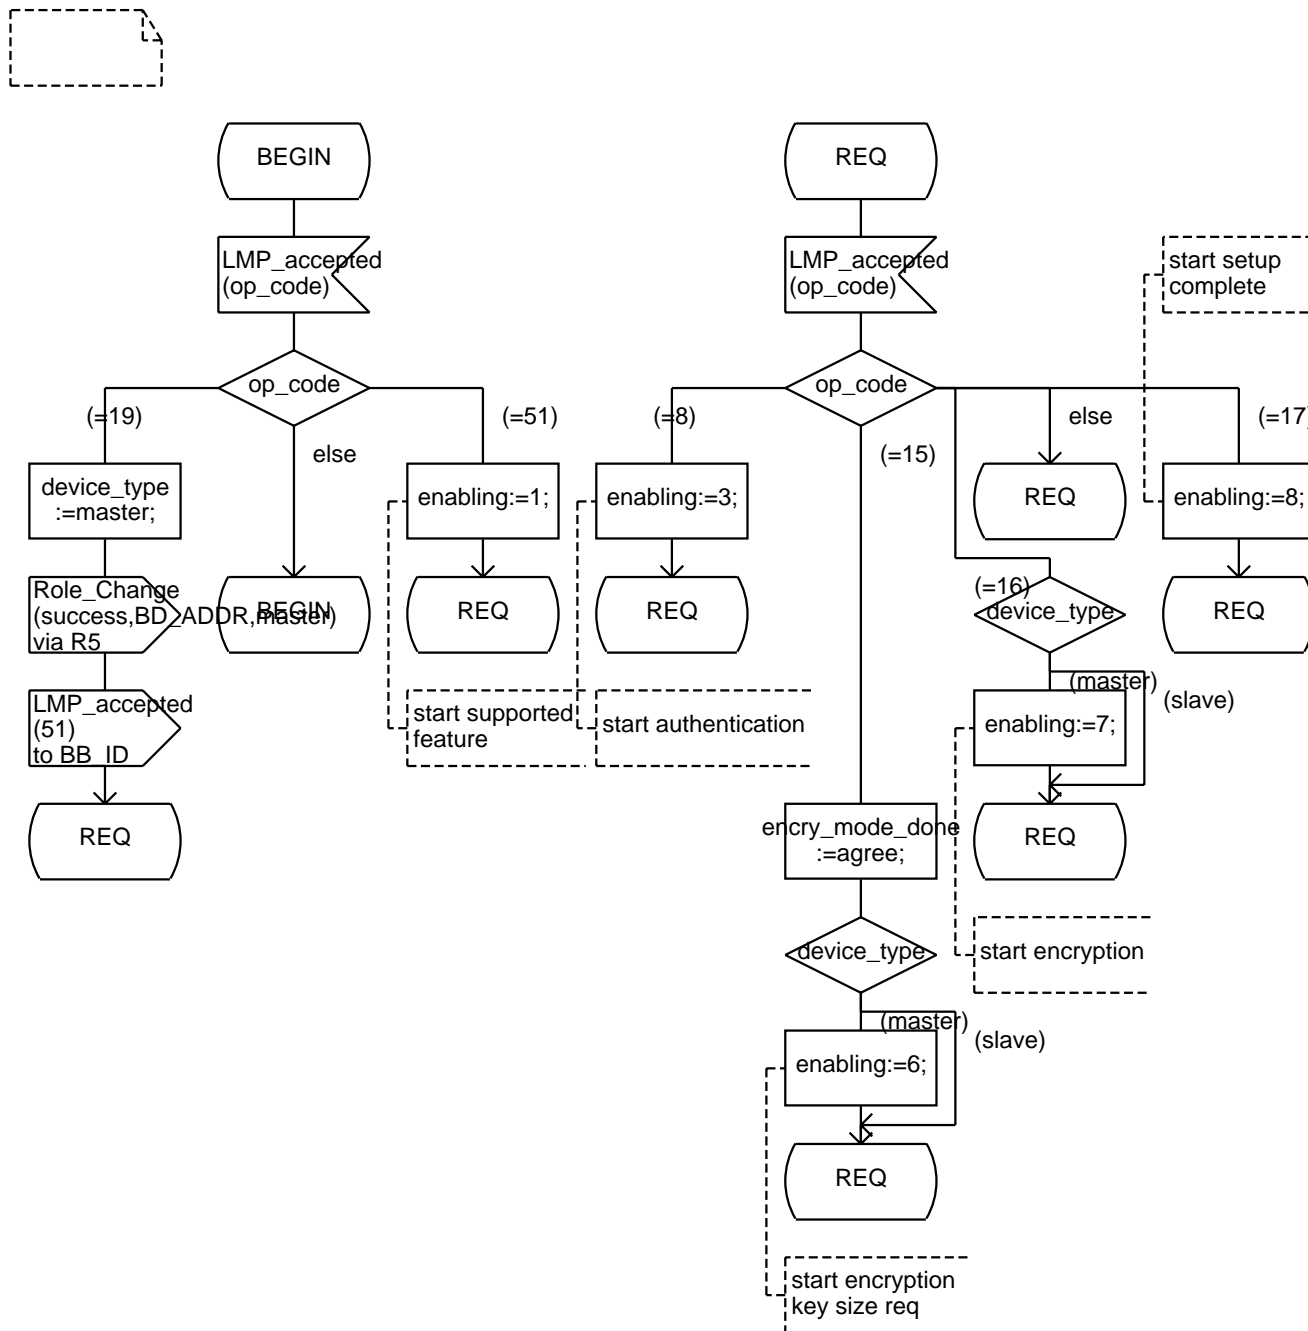 BEGIN
LMP_accepted
(op_code)
op_code
(=19)
else
(=51)
device_type
:=master;
Role_Change
(success,BD_ADDR,master)
via R5
LMP_accepted
(51)
to BB_ID
REQ
BEGIN
enabling:=1;
REQ
start supported
feature
REQ
LMP_accepted
(op_code)
op_code
(=8)
(=15)
(=16)
else
(=17)
enabling:=3;
REQ
start authentication
encry_mode_done
:=agree;
device_type
(master)
(slave)
enabling:=6;
REQ
start encryption
key size req
device_type
(master)
(slave)
enabling:=7;
REQ
start encryption
REQ
start setup
complete
enabling:=8;
REQ